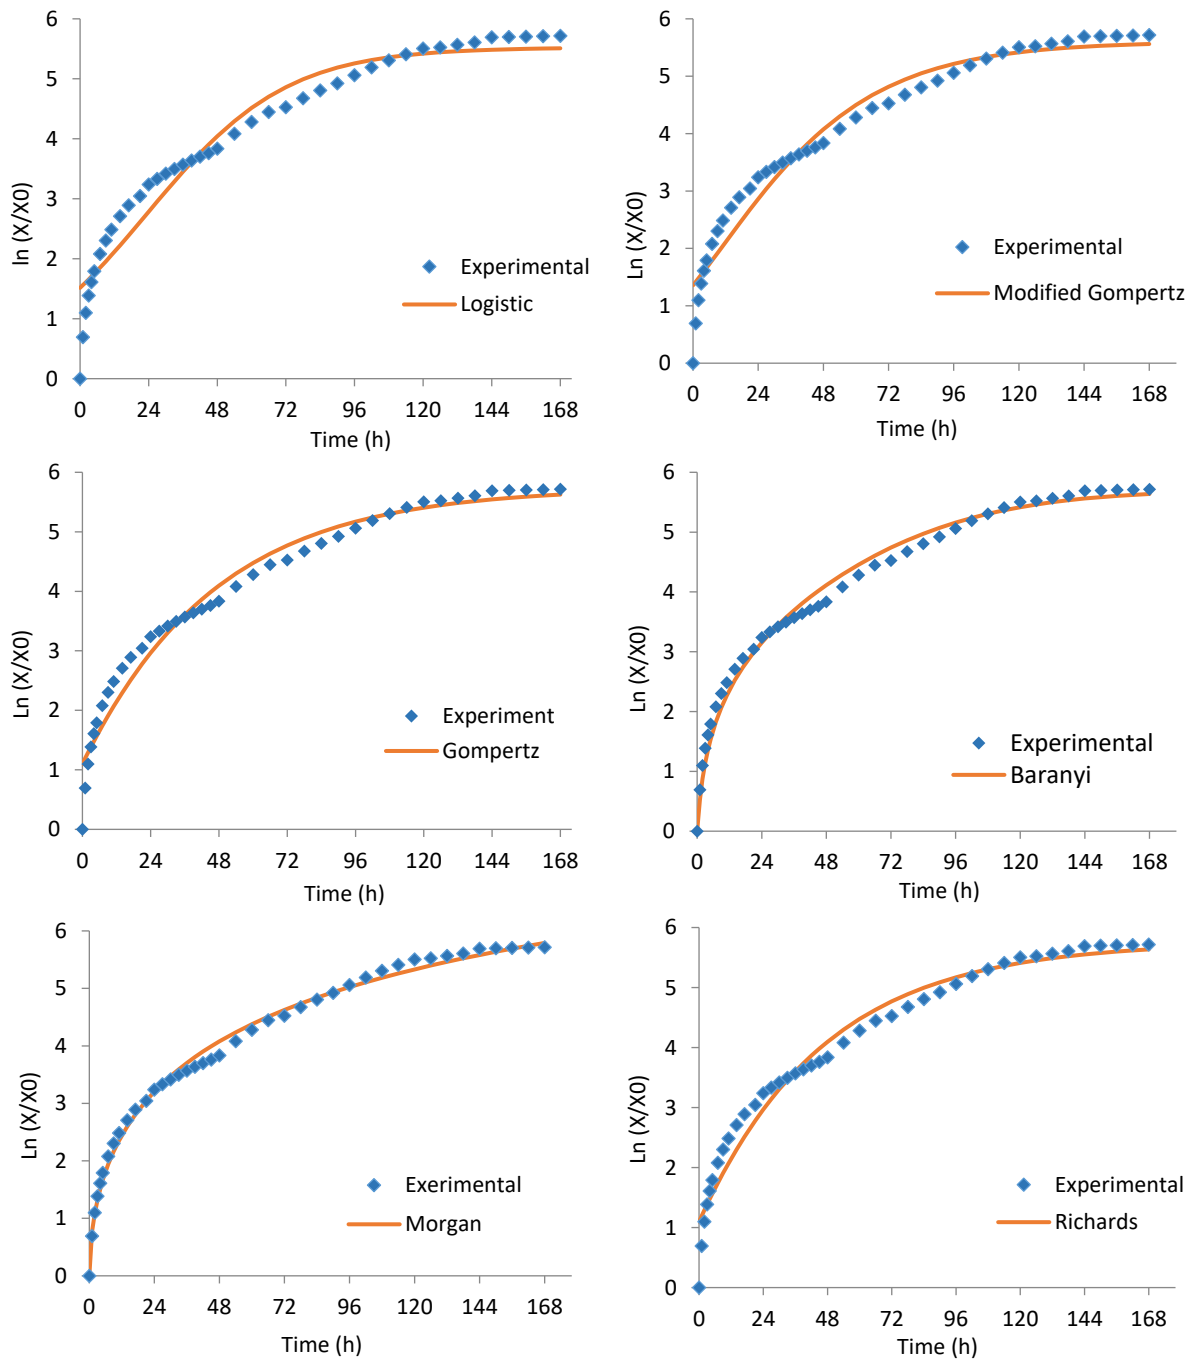 6
5
4
3
2
1
0
ln (X/X0)
Experimental
Logistic
0 24 48 72 96 120 144 168
Time (h)
6
5
4
3
2
1
0
Ln (X/X0)
Experimental
Modified Gompertz
0 24 48 72 96 120 144 168
Time (h)
6
5
4
3
2
1
0
Ln (X/X0)
Experiment
Gompertz
0 24 48 72 96 120 144 168
Time (h)
6
5
4
3
2
1
0
Ln (X/X0)
Experimental
Baranyi
0 24 48 72 96 120 144 168
Time (h)
6
5
4
3
2
1
0
Ln (X/X0)
Exerimental
Morgan
0 24 48 72 96 120 144 168
Time (h)
6
5
4
3
2
1
0
Ln (X/X0)
Experimental
Richards
0 24 48 72 96 120 144 168
Time (h)